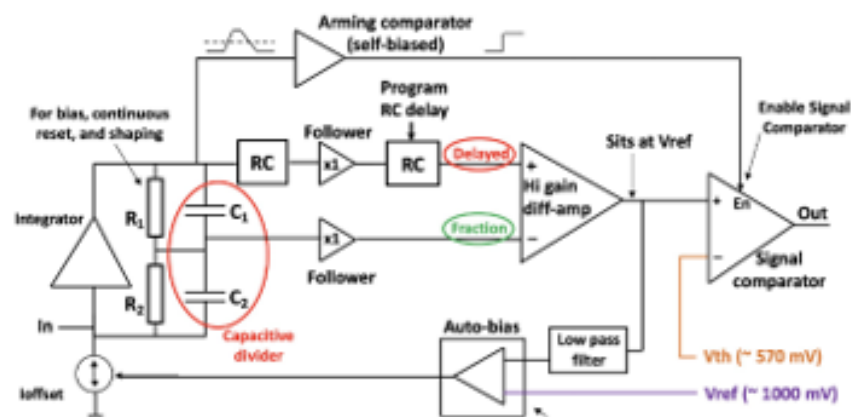 Arming comparator
(self-biased)
Program
RC delay
For bias, continuous
reset, and shaping
Follower
Enable Signal
Comparator
Sits at Vref
RC
x1
RC
Delayed
+
Hi gain
diff-amp
–
Integrator
R1
C1
+
En
–
Out
Fraction
x1
Follower
Signal
comparator
R2
C2
In
Capacitive
divider
Auto-bias
Low pass
filter
Vth (~ 570 mV)
Ioffset
Vref (~ 1000 mV)